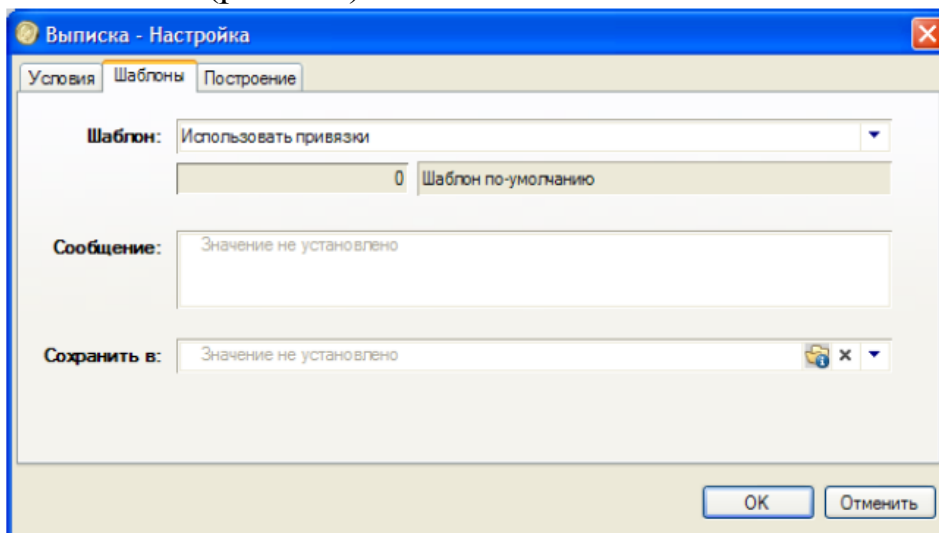 Выписка - Настройка
Условия Шаблоны Построение
Шаблон: Использовать привязки
0 Шаблон по-умолчанию
Сообщение: Значение не установлено
Сохранить в: Значение не установлено
OK Отменить